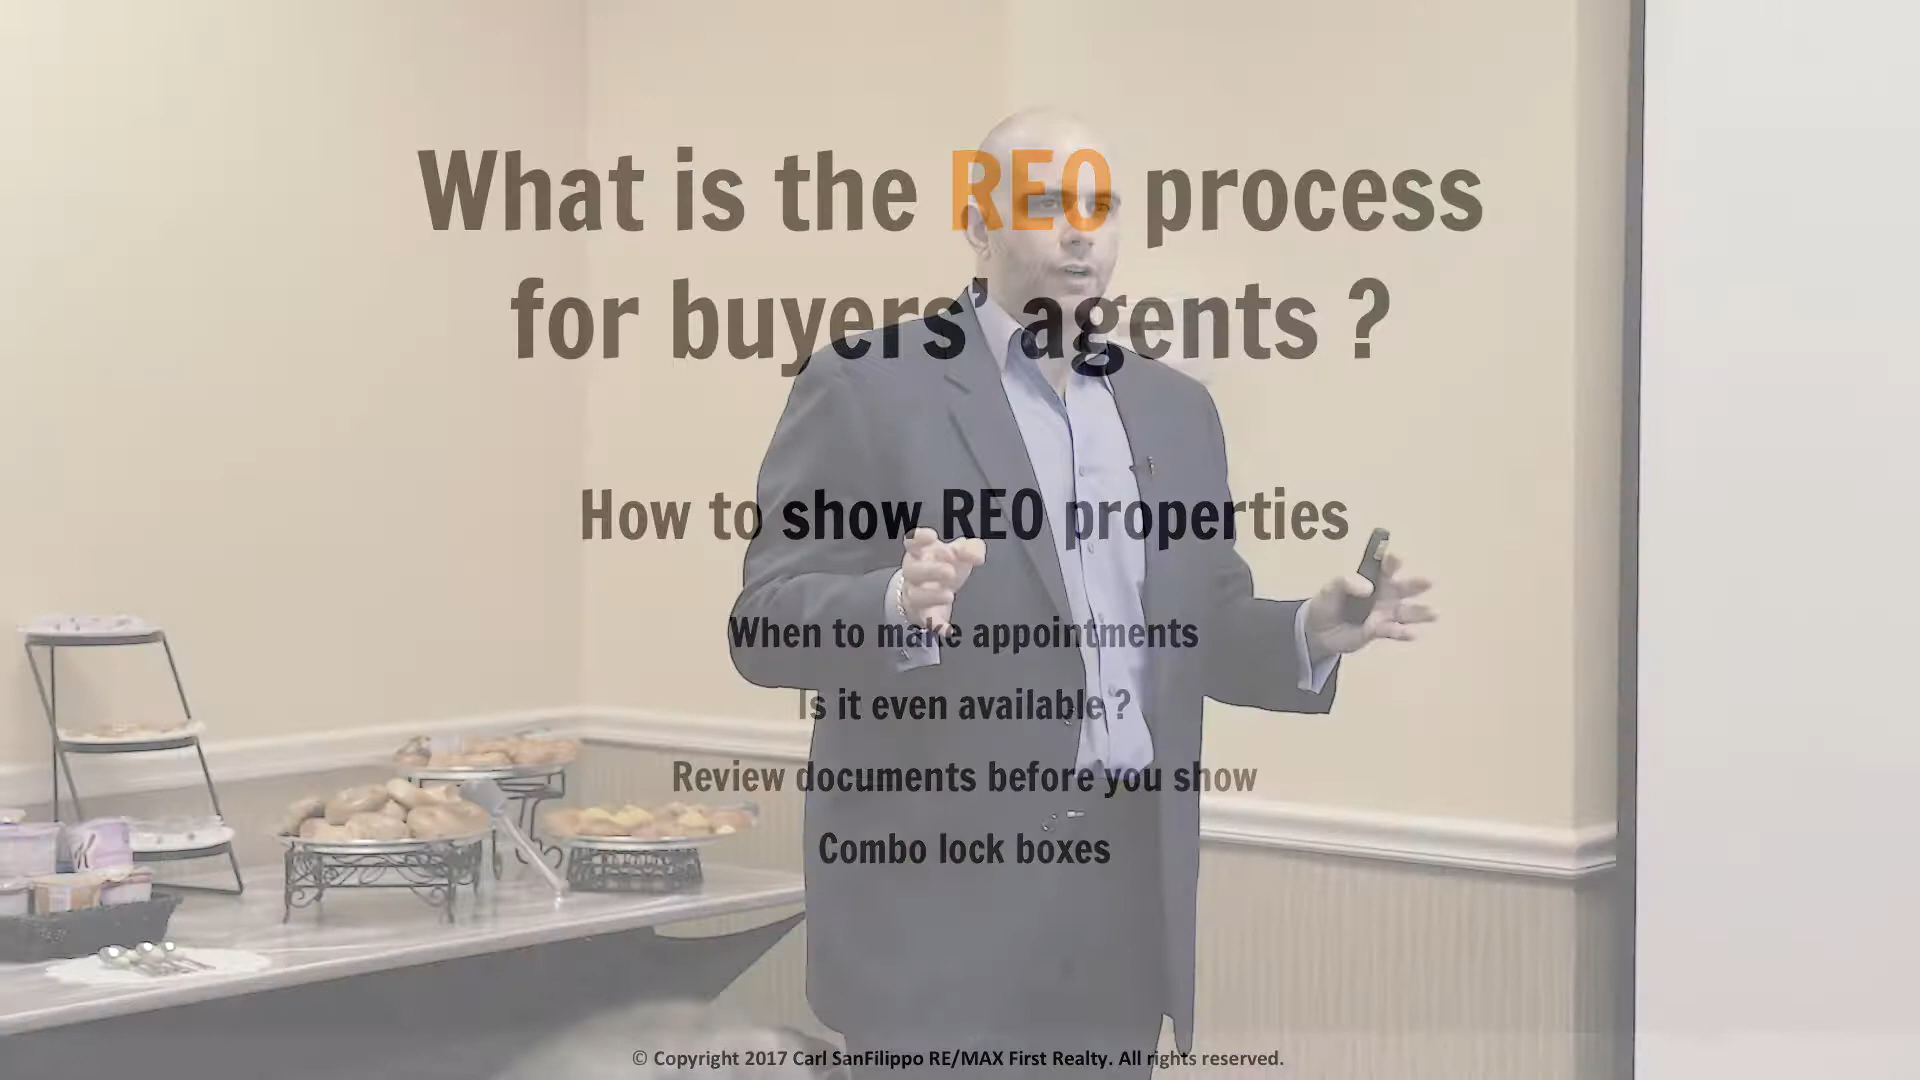 What is the REO process
for buyers’ agents ?
How to show REO properties
When to make appointments
Is it even available ?
Review documents before you show
Combo lock boxes
© Copyright 2017 Carl SanFilippo RE/MAX First Realty. All rights reserved.